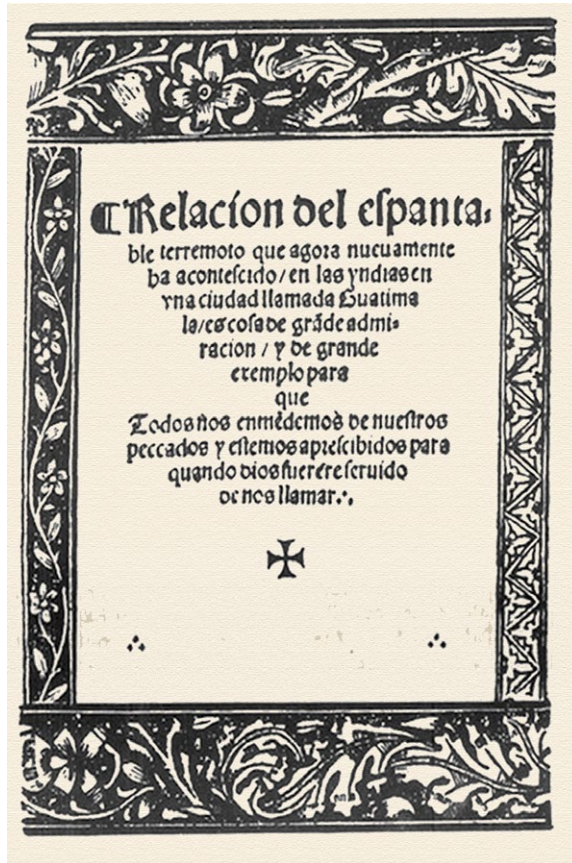 ¶Relacion del espanta-
ble terremoto que agora nueuamente
ha acontescido / en las yndias en
vna ciudad llamada Guatima
la / es cosa de grãde admi-
racion / y de grande
exemplo para
que
Todos nos enmẽdemos de nuestros
peccados y estemos aprescibidos para
quando dios fuere seruido
de nos llamar.